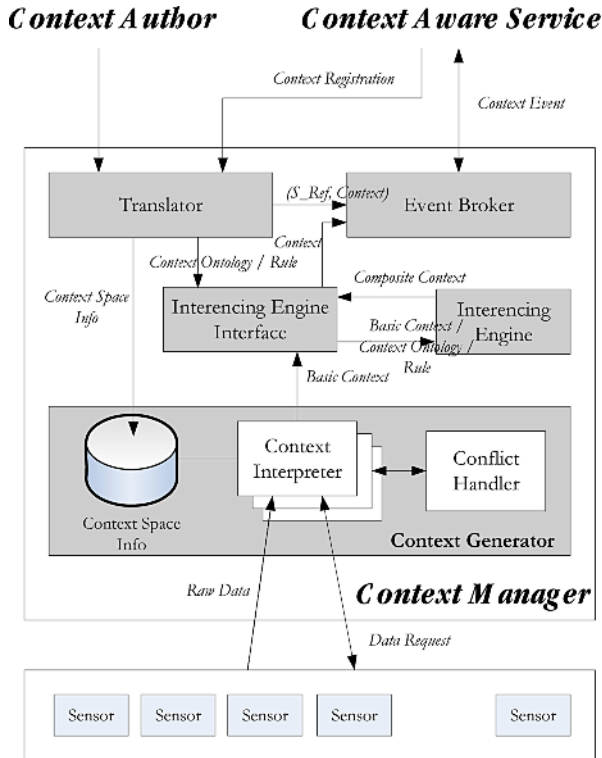 Context Author
Context Aware Service
Context Registration
Context Event
Translator
(S_Ref, Context)
Event Broker
Context
Context Ontology / Rule
Context Space
Info
Composite Context
Interencing Engine
Interface
Interencing
Engine
Basic Context /
Context Ontology /
Rule
Basic Context
Context
Interpreter
Conflict
Handler
Context Space
Info
Context Generator
Raw Data
Context Manager
Data Request
Sensor
Sensor
Sensor
Sensor
Sensor